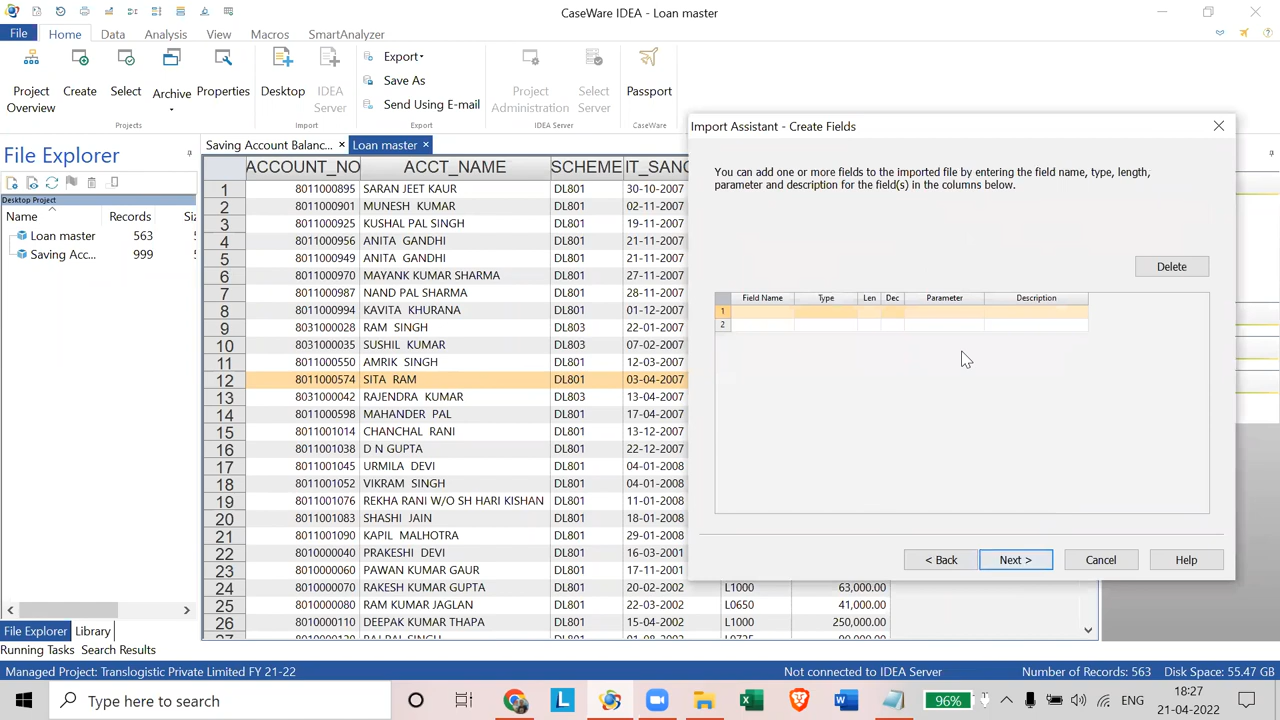 CaseWare IDEA - Loan master
File
Home
Data
Analysis
View
Macros
SmartAnalyzer
Project Overview
Create
Select
Archive
Properties
Projects
Desktop
IDEA Server
Import
Export
Save As
Send Using E-mail
Export
Project Administration
Select Server
IDEA Server
Passport
CaseWare
File Explorer
Desktop Project
Name Records Siz
Loan master 563
Saving Acc... 999
File Explorer Library
Saving Account Balanc... × Loan master ×
ACCOUNT_NO ACCT_NAME SCHEME IT_SANC
1 8011000895 SARAN JEET KAUR DL801 30-10-2007
2 8011000901 MUNESH KUMAR DL801 02-11-2007
3 8011000925 KUSHAL PAL SINGH DL801 19-11-2007
4 8011000956 ANITA GANDHI DL801 21-11-2007
5 8011000949 ANITA GANDHI DL801 21-11-2007
6 8011000970 MAYANK KUMAR SHARMA DL801 27-11-2007
7 8011000987 NAND PAL SHARMA DL801 28-11-2007
8 8011000994 KAVITA KHURANA DL801 01-12-2007
9 8031000028 RAM SINGH DL803 22-01-2007
10 8031000035 SUSHIL KUMAR DL803 07-02-2007
11 8011000550 AMRIK SINGH DL801 12-03-2007
12 8011000574 SITA RAM DL801 03-04-2007
13 8031000042 RAJENDRA KUMAR DL803 13-04-2007
14 8011000598 MAHANDER PAL DL801 17-04-2007
15 8011001014 CHANCHAL RANI DL801 13-12-2007
16 8011001038 D N GUPTA DL801 22-12-2007
17 8011001045 URMILA DEVI DL801 04-01-2008
18 8011001052 VIKRAM SINGH DL801 04-01-2008
19 8011001076 REKHA RANI W/O SH HARI KISHAN DL801 11-01-2008
20 8011001083 SHASHI JAIN DL801 18-01-2008
21 8011001090 KAPIL MALHOTRA DL801 29-01-2008
22 8010000040 PRAKESHI DEVI DL801 16-03-2001
23 8010000060 PAWAN KUMAR GAUR DL801 17-11-2001
24 8010000070 RAKESH KUMAR GUPTA DL801 20-02-2002 L1000 63,000.00
25 8010000080 RAM KUMAR JAGLAN DL801 22-03-2002 L0650 41,000.00
26 8010000110 DEEPAK KUMAR THAPA DL801 15-04-2002 L1000 250,000.00
Import Assistant - Create Fields
You can add one or more fields to the imported file by entering the field name, type, length,
parameter and description for the field(s) in the columns below.
Delete
Field Name Type Len Dec Parameter Description
1
2
< Back Next > Cancel Help
Running Tasks Search Results
Managed Project: Translogistic Private Limited FY 21-22 Not connected to IDEA Server Number of Records: 563 Disk Space: 55.47 GB
Type here to search
96%
ENG
18:27
21-04-2022